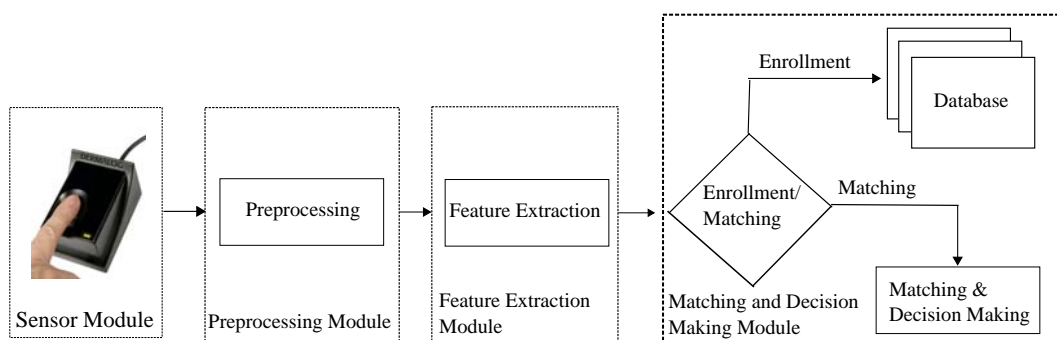 DERMALOG
Sensor Module
Preprocessing
Preprocessing Module
Feature Extraction
Feature Extraction
Module
Enrollment
Database
Enrollment/
Matching
Matching
Matching &
Decision Making
Matching and Decision
Making Module